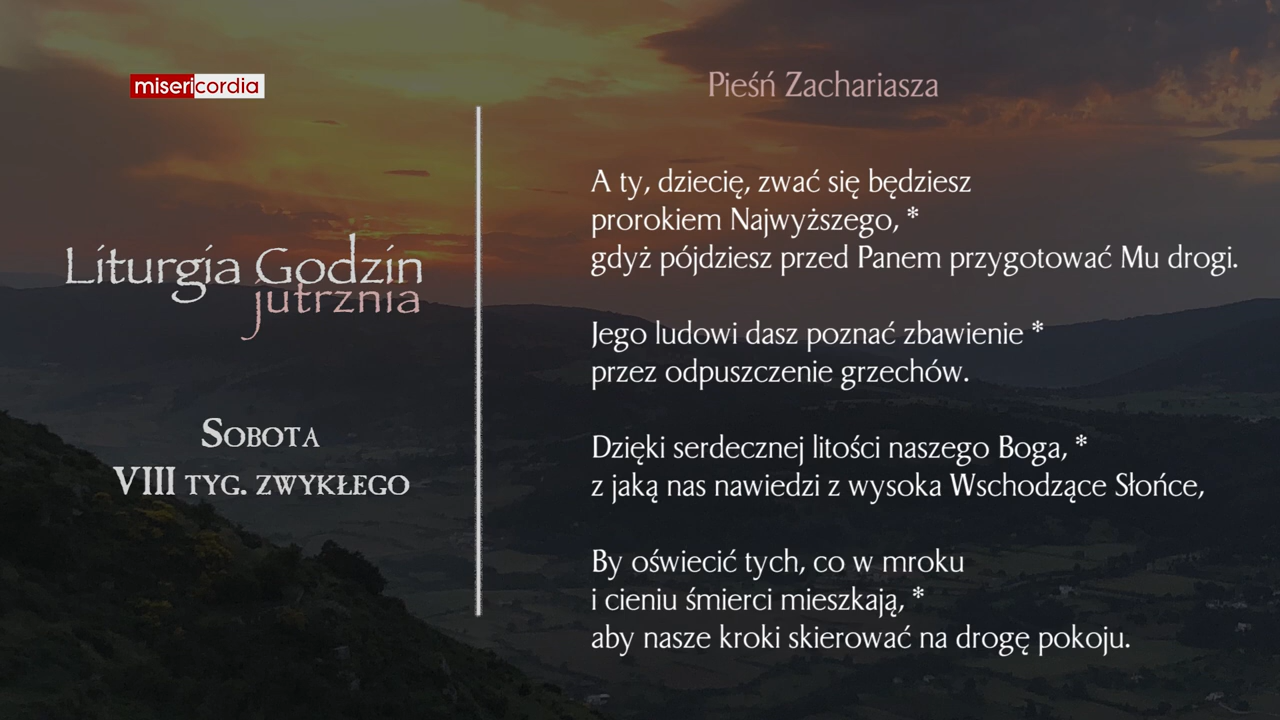 misericordia
Liturgia Godzin
jutrznia
Sobota
VIII tyg. zwykłego
Pieśń Zachariasza
A ty, dziecię, zwać się będziesz
prorokiem Najwyższego, *
gdyż pójdziesz przed Panem przygotować Mu drogi.
Jego ludowi dasz poznać zbawienie *
przez odpuszczenie grzechów.
Dzięki serdecznej litości naszego Boga, *
z jaką nas nawiedzi z wysoka Wschodzące Słońce,
By oświecić tych, co w mroku
i cieniu śmierci mieszkają, *
aby nasze kroki skierować na drogę pokoju.